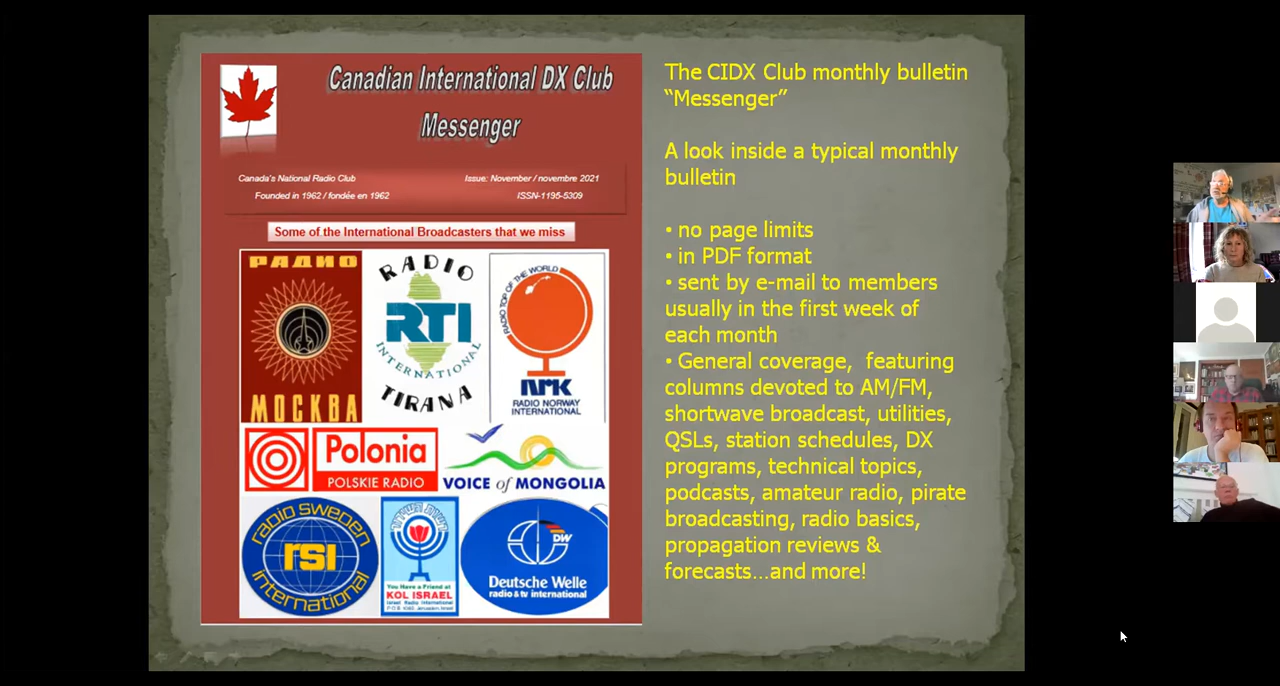 Canadian International DX Club
Messenger
Canada's National Radio Club
Issue: November / novembre 2021
Founded in 1962 / fondée en 1962
ISSN-1195-5309
Some of the International Broadcasters that we miss
РАДИО
МОСКВА
RADIO
RTI
INTERNATIONAL
TIRANA
RADIO TOP OF THE WORLD
NRK
RADIO NORWAY
INTERNATIONAL
Polonia
POLSKIE RADIO
VOICE of MONGOLIA
radio sweden
rsi
international
You Have a Friend at
KOL ISRAEL
Israel Radio International
DW
Deutsche Welle
radio & tv international
The CIDX Club monthly bulletin
“Messenger”
A look inside a typical monthly
bulletin
• no page limits
• in PDF format
• sent by e-mail to members
usually in the first week of
each month
• General coverage, featuring
columns devoted to AM/FM,
shortwave broadcast, utilities,
QSLs, station schedules, DX
programs, technical topics,
podcasts, amateur radio, pirate
broadcasting, radio basics,
propagation reviews &
forecasts...and more!